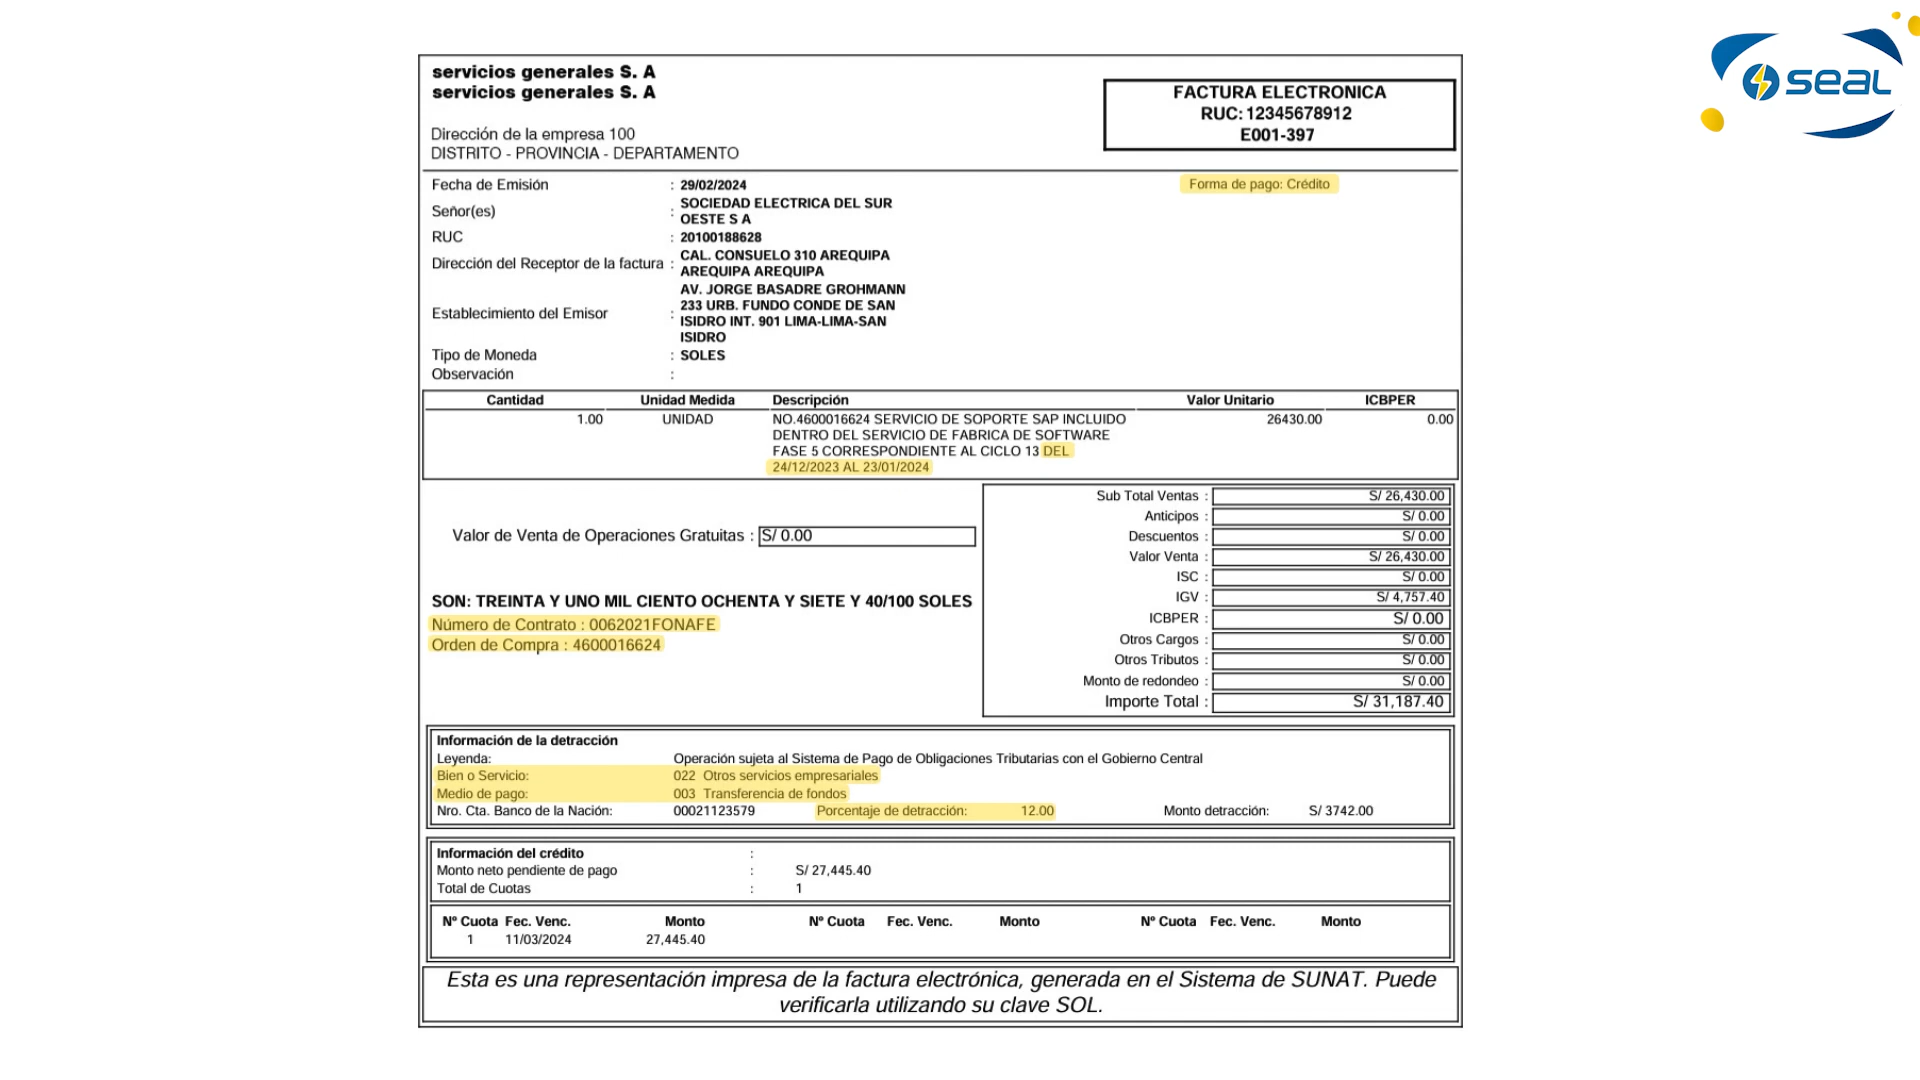 seal
servicios generales S. A
servicios generales S. A
Dirección de la empresa 100
DISTRITO - PROVINCIA - DEPARTAMENTO
FACTURA ELECTRONICA
RUC: 12345678912
E001-397
Fecha de Emisión : 29/02/2024
Forma de pago: Crédito
Señor(es) : SOCIEDAD ELECTRICA DEL SUR
OESTE S A
RUC : 20100188628
Dirección del Receptor de la factura : CAL. CONSUELO 310 AREQUIPA
AREQUIPA AREQUIPA
Establecimiento del Emisor : AV. JORGE BASADRE GROHMANN
233 URB. FUNDO CONDE DE SAN
ISIDRO INT. 901 LIMA-LIMA-SAN
ISIDRO
Tipo de Moneda : SOLES
Observación :
Cantidad Unidad Medida Descripción Valor Unitario ICBPER
1.00 UNIDAD NO.4600016624 SERVICIO DE SOPORTE SAP INCLUIDO 26430.00 0.00
DENTRO DEL SERVICIO DE FABRICA DE SOFTWARE
FASE 5 CORRESPONDIENTE AL CICLO 13 DEL
24/12/2023 AL 23/01/2024
Valor de Venta de Operaciones Gratuitas : S/ 0.00
SON: TREINTA Y UNO MIL CIENTO OCHENTA Y SIETE Y 40/100 SOLES
Número de Contrato : 0062021FONAFE
Orden de Compra : 4600016624
Sub Total Ventas : S/ 26,430.00
Anticipos : S/ 0.00
Descuentos : S/ 0.00
Valor Venta : S/ 26,430.00
ISC : S/ 0.00
IGV : S/ 4,757.40
ICBPER : S/ 0.00
Otros Cargos : S/ 0.00
Otros Tributos : S/ 0.00
Monto de redondeo : S/ 0.00
Importe Total : S/ 31,187.40
Información de la detracción
Leyenda: Operación sujeta al Sistema de Pago de Obligaciones Tributarias con el Gobierno Central
Bien o Servicio: 022 Otros servicios empresariales
Medio de pago: 003 Transferencia de fondos
Nro. Cta. Banco de la Nación: 00021123579 Porcentaje de detracción: 12.00 Monto detracción: S/ 3742.00
Información del crédito :
Monto neto pendiente de pago : S/ 27,445.40
Total de Cuotas : 1
Nº Cuota Fec. Venc. Monto Nº Cuota Fec. Venc. Monto Nº Cuota Fec. Venc. Monto
1 11/03/2024 27,445.40
Esta es una representación impresa de la factura electrónica, generada en el Sistema de SUNAT. Puede
verificarla utilizando su clave SOL.